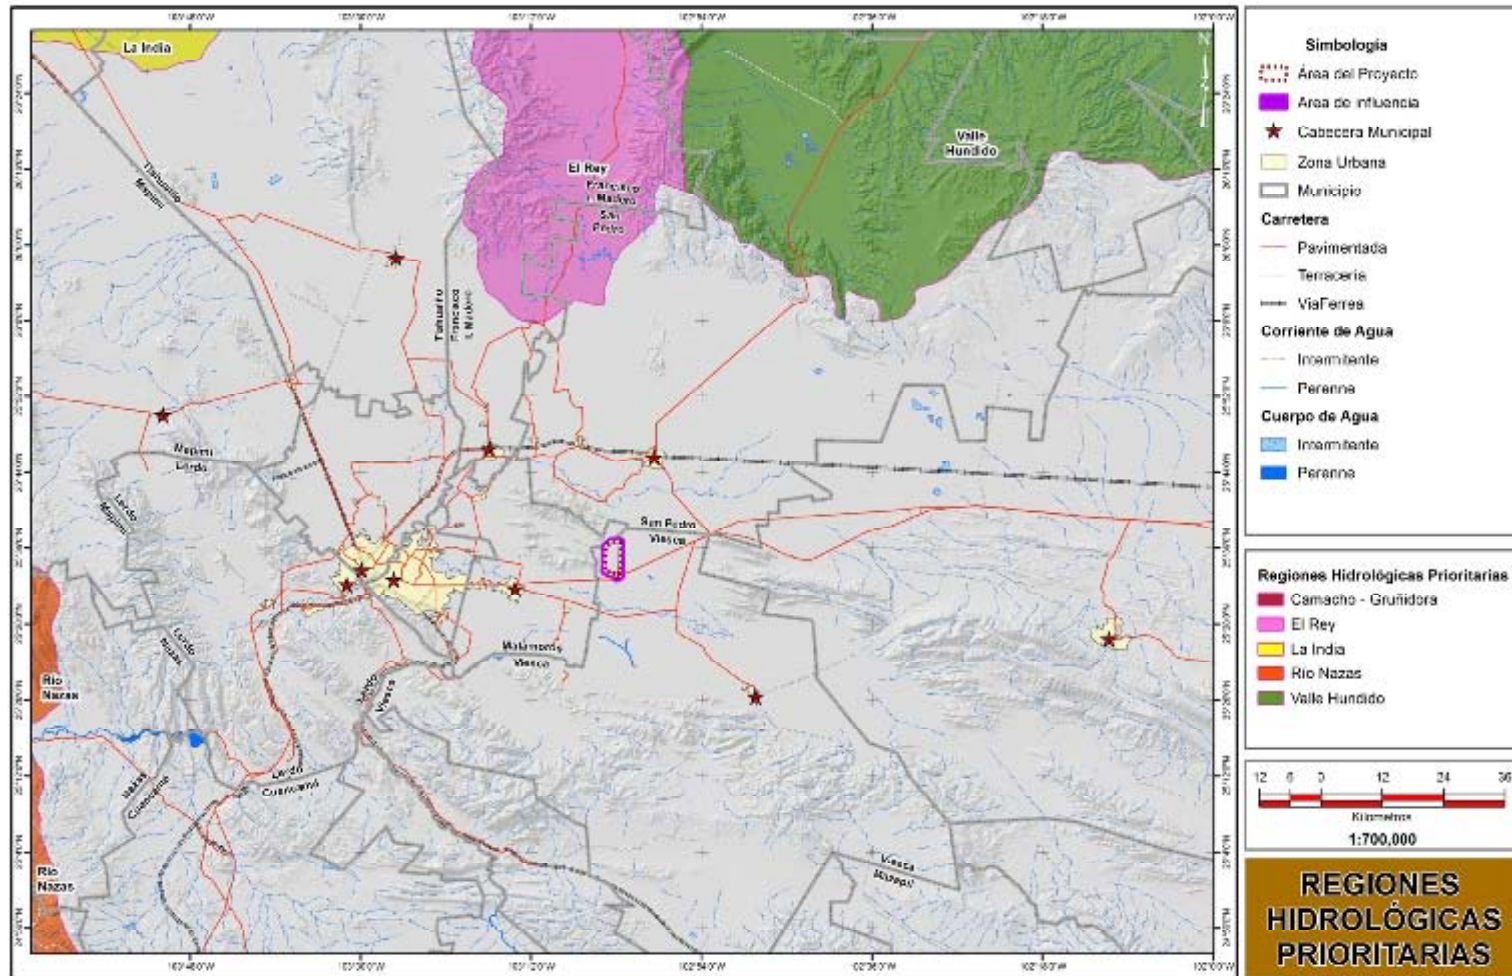 La India
Valle
Hundido
El Rey
Francisco
I. Madero
San
Pedro
Tlahualilo
Mapimí
Tlahualilo
Francisco
I. Madero
Mapimí
Lerdo
Lerdo
Mapimí
San Pedro
Viesca
Matamoros
Viesca
Lerdo
Nazas
Lerdo
Viesca
Río
Nazas
Nazas
Cuencamé
Lerdo
Cuencamé
Río
Nazas
Viesca
Mazapil
Simbología
Área del Proyecto
Área de influencia
Cabecera Municipal
Zona Urbana
Municipio
Carretera
Pavimentada
Terracería
ViaFerrea
Corriente de Agua
Intermitente
Perenne
Cuerpo de Agua
Intermitente
Perenne
Regiones Hidrológicas Prioritarias
Camacho - Gruñidora
El Rey
La India
Río Nazas
Valle Hundido
12 6 0 12 24 36
Kilometros
1:700,000
REGIONES
HIDROLÓGICAS
PRIORITARIAS